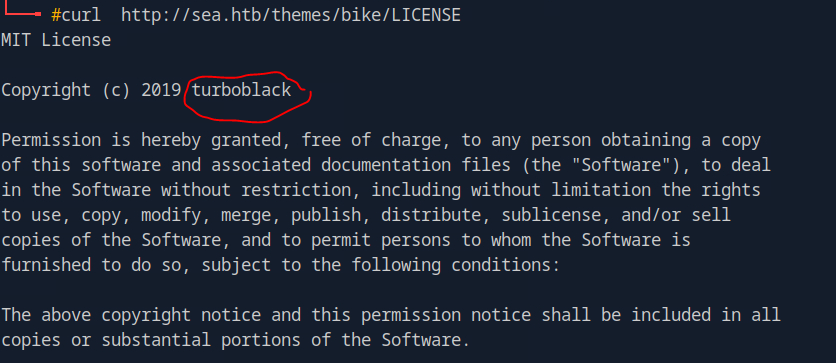 #curl  http://sea.htb/themes/bike/LICENSE
MIT License
Copyright (c) 2019 turboblack
Permission is hereby granted, free of charge, to any person obtaining a copy
of this software and associated documentation files (the "Software"), to deal
in the Software without restriction, including without limitation the rights
to use, copy, modify, merge, publish, distribute, sublicense, and/or sell
copies of the Software, and to permit persons to whom the Software is
furnished to do so, subject to the following conditions:
The above copyright notice and this permission notice shall be included in all
copies or substantial portions of the Software.